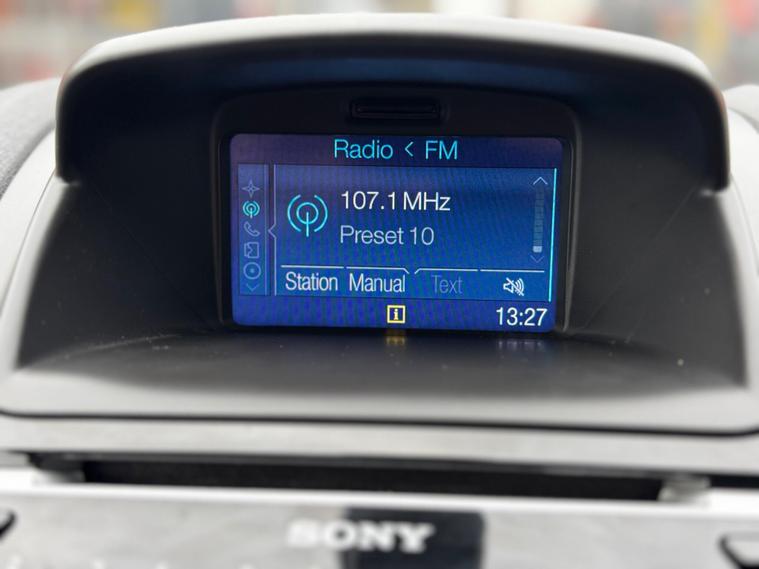 Radio < FM
107.1 MHz
Preset 10
Station Manual Text
i 13:27
SONY